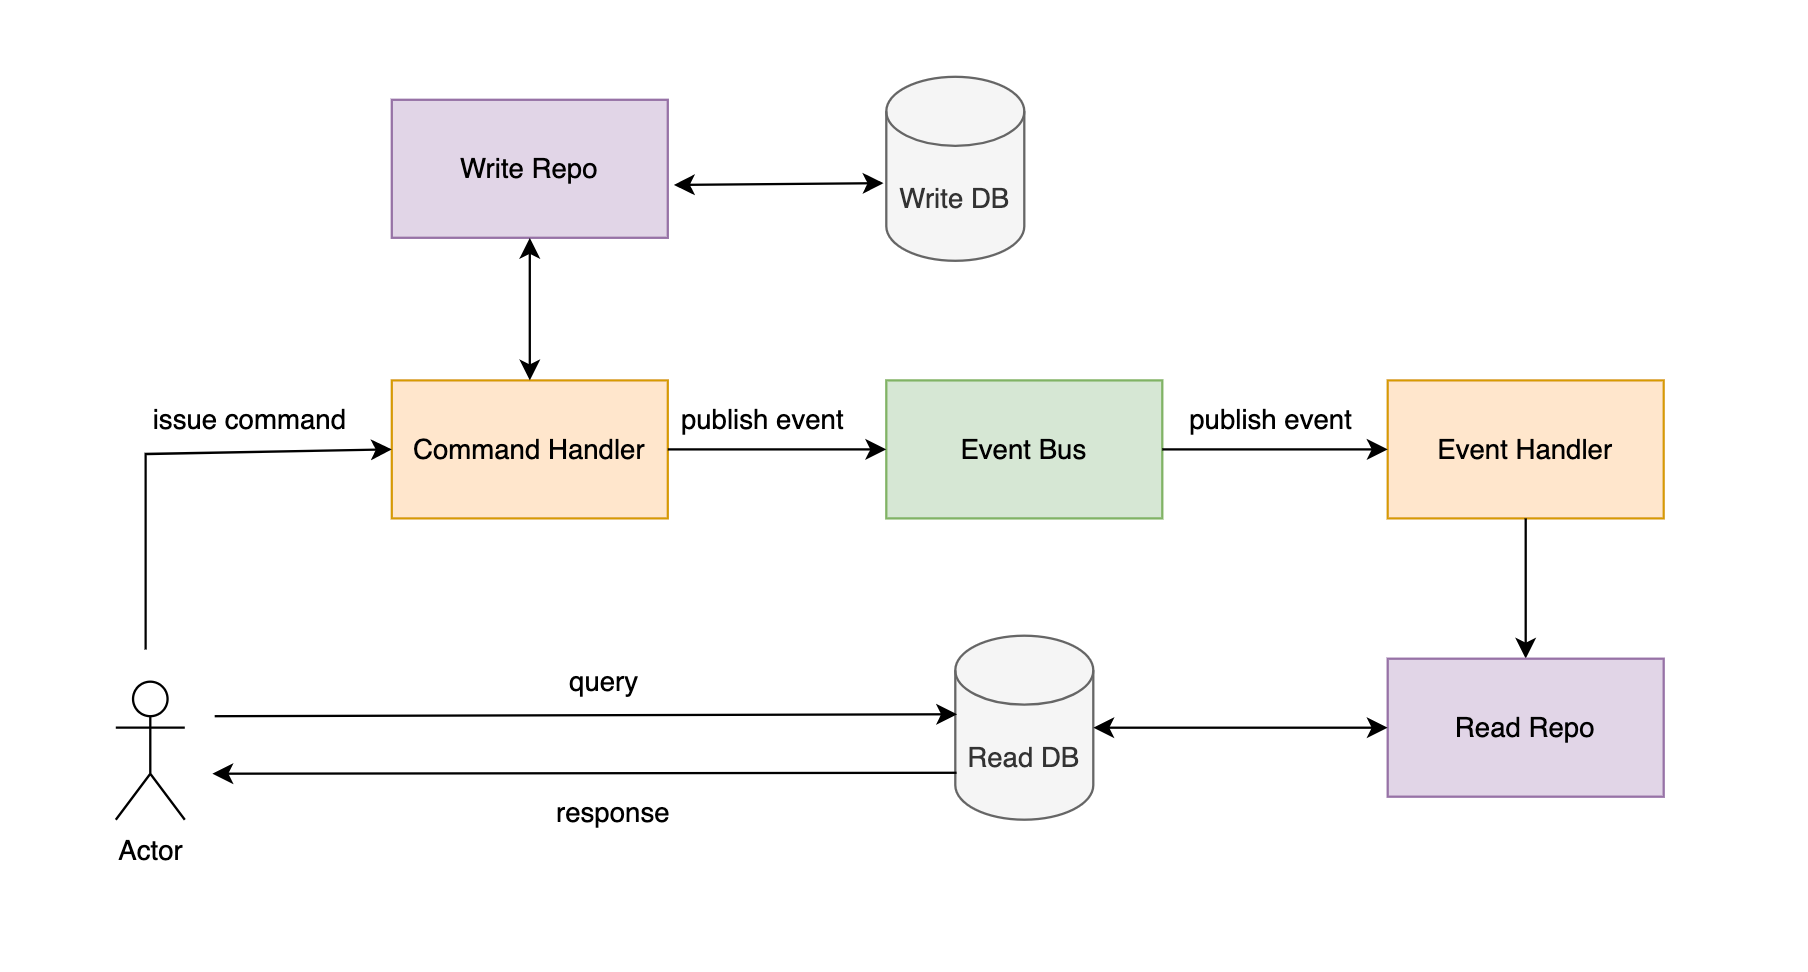 Write Repo
Write DB
issue command
Command Handler
publish event
Event Bus
publish event
Event Handler
query
Read DB
Read Repo
response
Actor